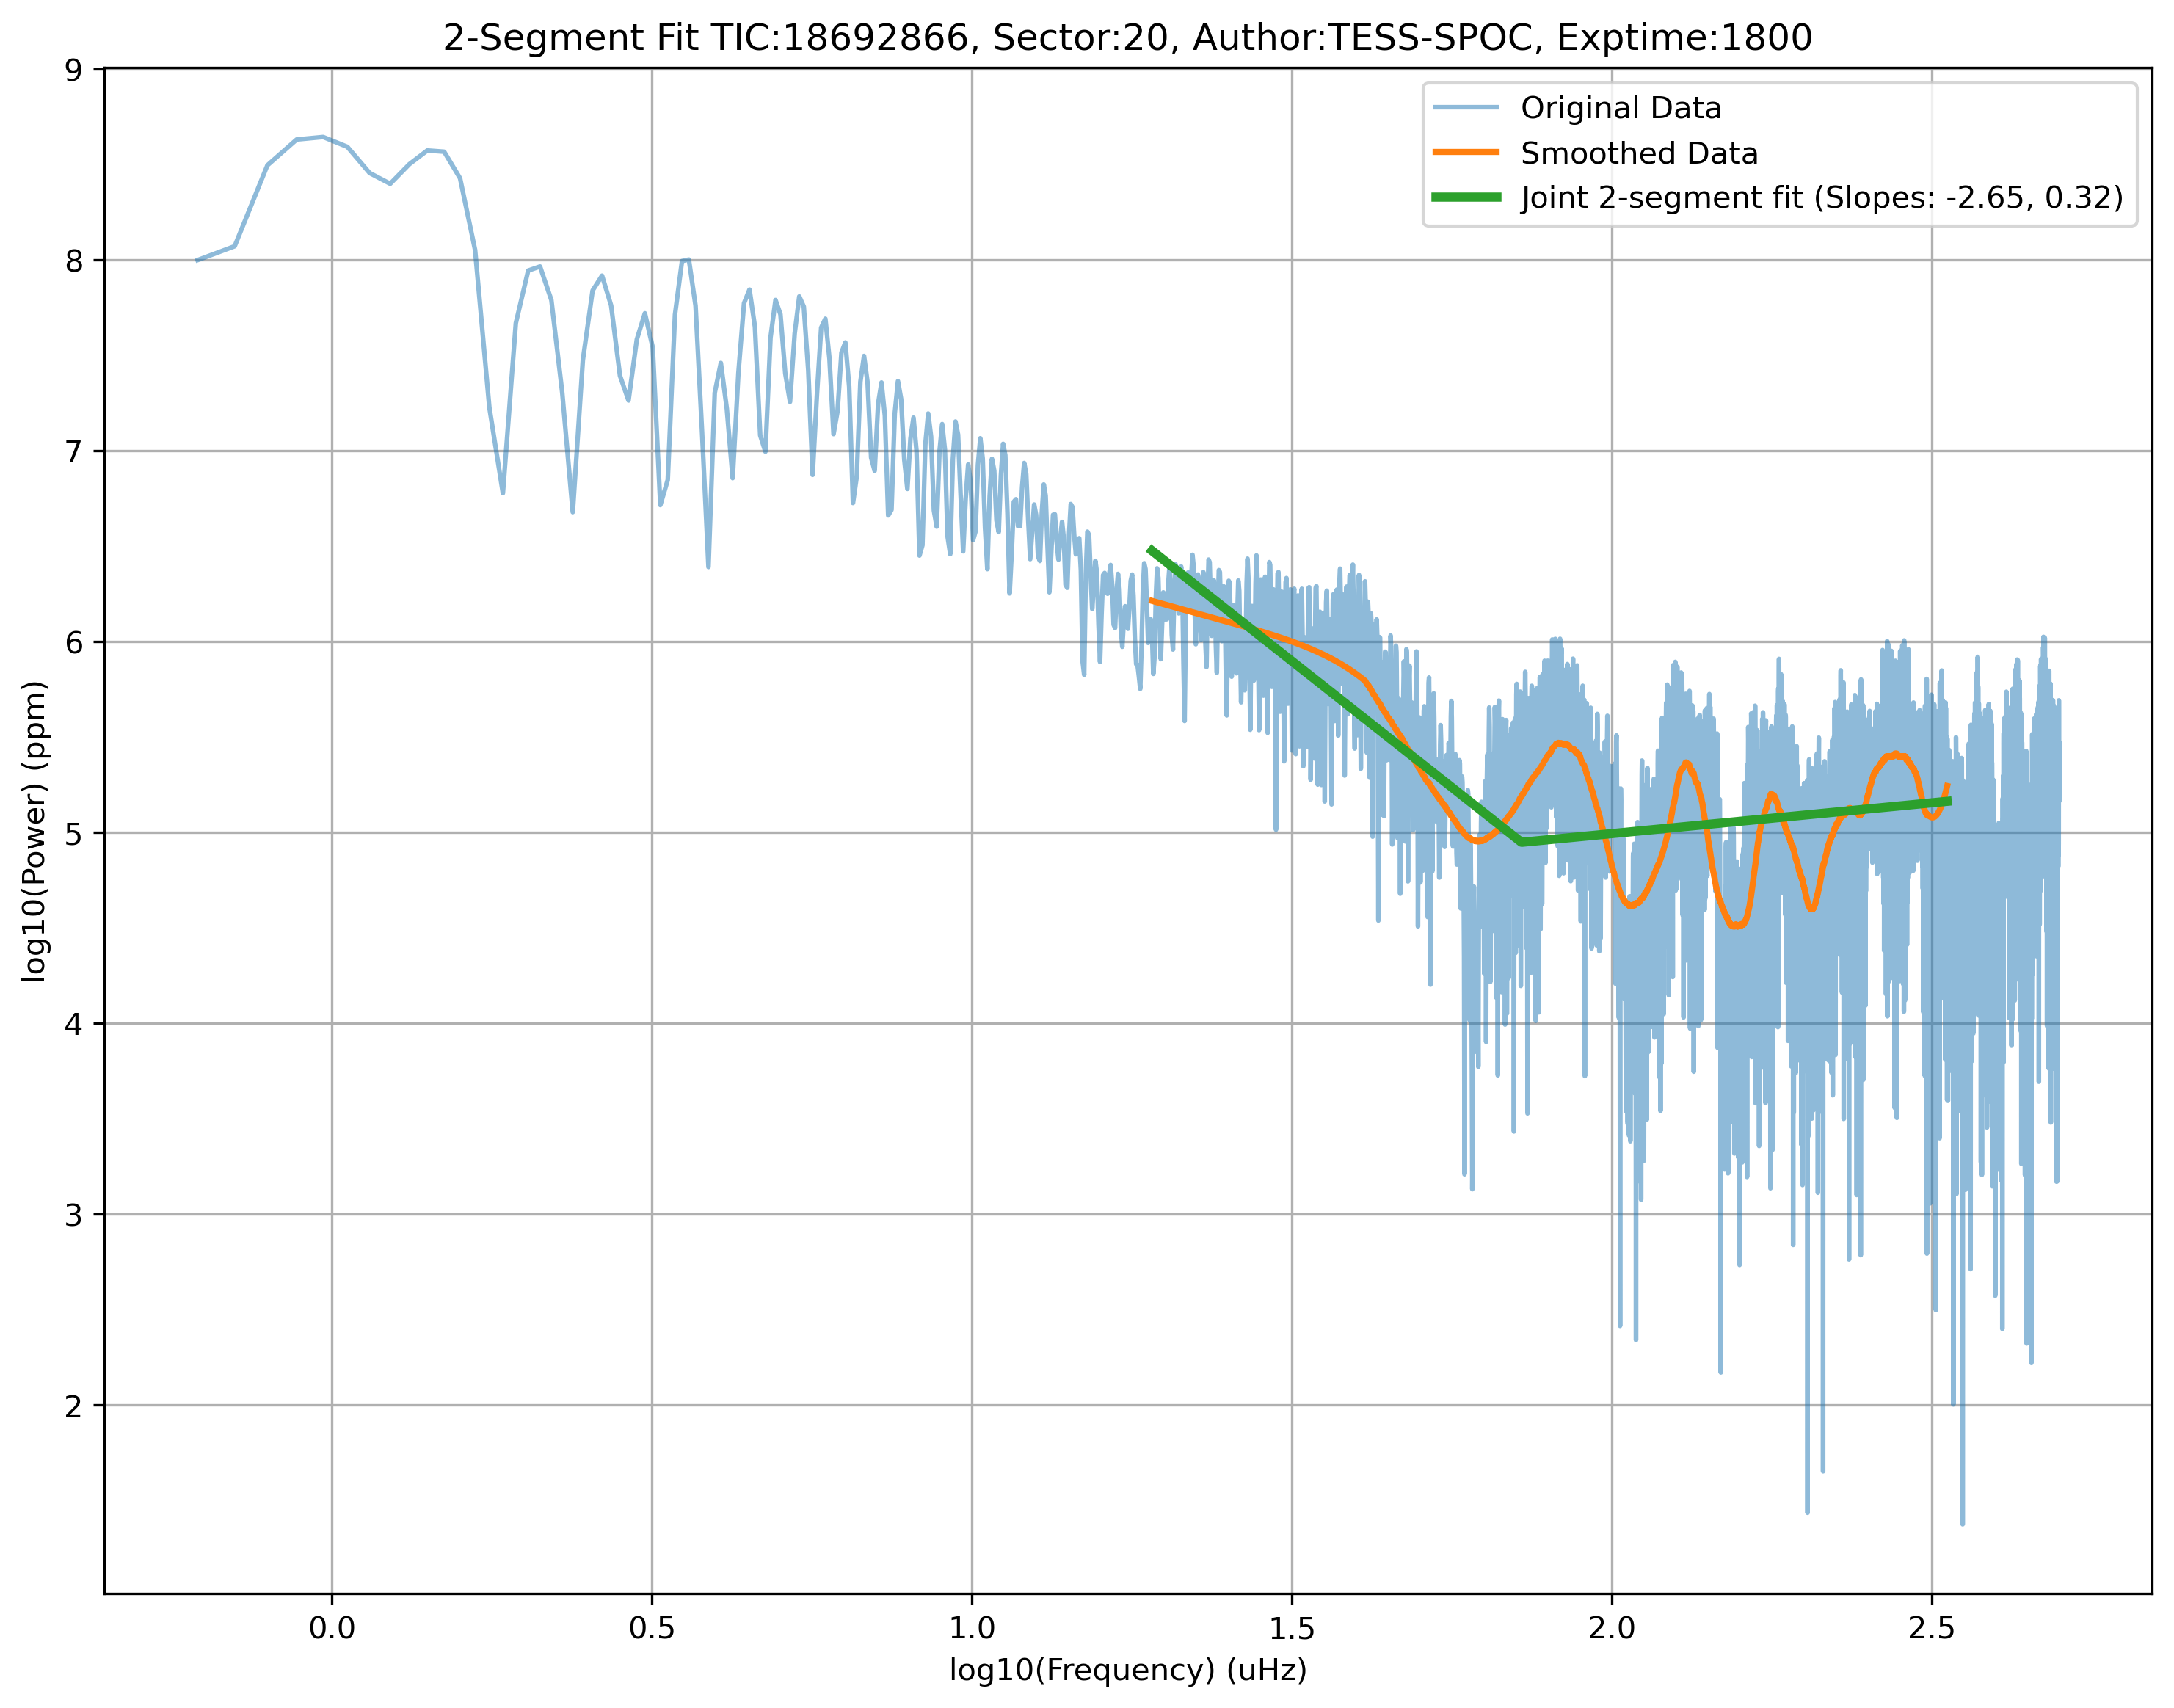 2-Segment Fit TIC:18692866, Sector:20, Author:TESS-SPOC, Exptime:1800
Original Data
Smoothed Data
Joint 2-segment fit (Slopes: -2.65, 0.32)
log10(Power) (ppm)
9
8
7
6
5
4
3
2
0.0 0.5 1.0 1.5 2.0 2.5
log10(Frequency) (uHz)